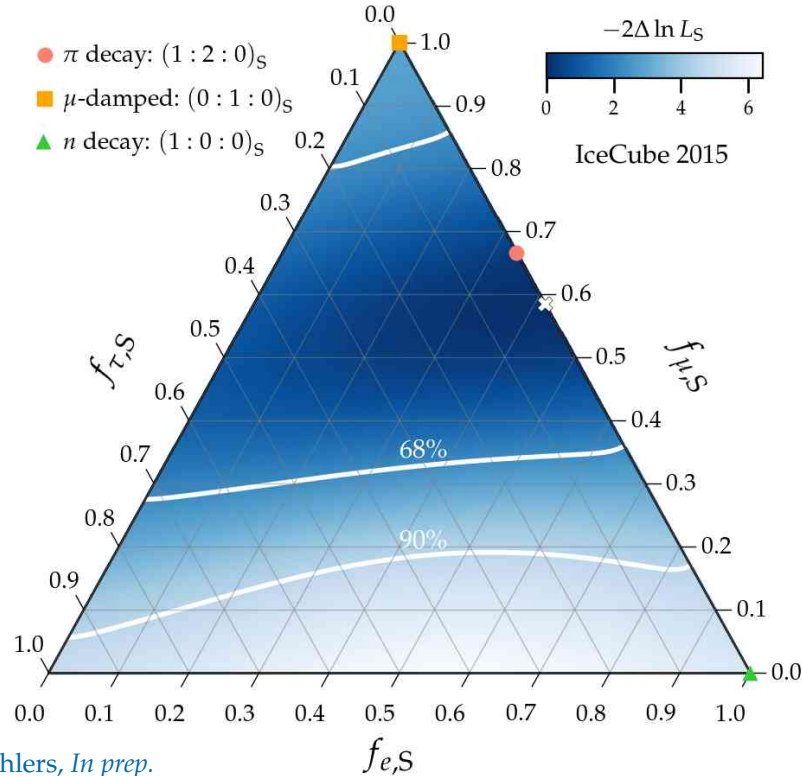 π decay: (1 : 2 : 0)S
μ-damped: (0 : 1 : 0)S
n decay: (1 : 0 : 0)S
−2Δ ln LS
0 2 4 6
IceCube 2015
0.0
0.1
0.2
0.3
0.4
0.5
0.6
0.7
0.8
0.9
1.0
fτ,S
1.0
0.9
0.8
0.7
0.6
0.5
0.4
0.3
0.2
0.1
0.0
fμ,S
68%
90%
0.0 0.1 0.2 0.3 0.4 0.5 0.6 0.7 0.8 0.9 1.0
fe,S
hlers, In prep.